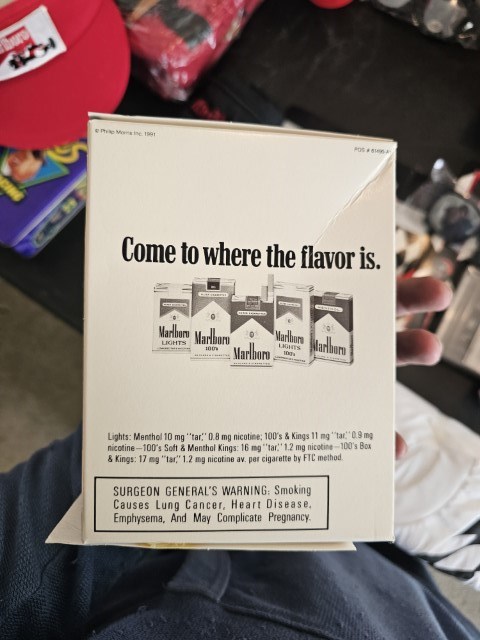 Marlboro
© Philip Morris Inc. 1991
Come to where the flavor is.
Marlboro
LIGHTS
Marlboro
100's
Marlboro
Marlboro
LIGHTS
100's
Marlboro
Lights: Menthol 10 mg "tar," 0.8 mg nicotine; 100's & Kings 11 mg "tar," 0.9 mg
nicotine—100's Soft & Menthol Kings: 16 mg "tar," 1.2 mg nicotine—100's Box
& Kings: 17 mg "tar," 1.2 mg nicotine av. per cigarette by FTC method.
SURGEON GENERAL'S WARNING: Smoking
Causes Lung Cancer, Heart Disease,
Emphysema, And May Complicate Pregnancy.